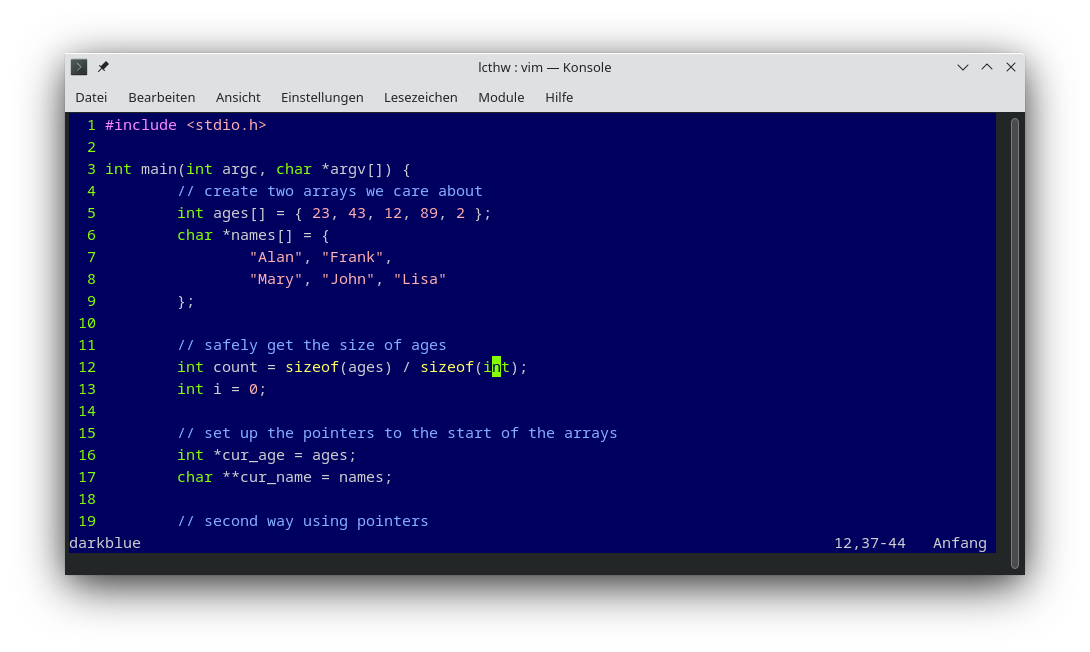 lcthw : vim — Konsole
Datei Bearbeiten Ansicht Einstellungen Lesezeichen Module Hilfe
1 #include <stdio.h>
2
3 int main(int argc, char *argv[]) {
4         // create two arrays we care about
5         int ages[] = { 23, 43, 12, 89, 2 };
6         char *names[] = {
7                 "Alan", "Frank",
8                 "Mary", "John", "Lisa"
9         };
10
11         // safely get the size of ages
12         int count = sizeof(ages) / sizeof(int);
13         int i = 0;
14
15         // set up the pointers to the start of the arrays
16         int *cur_age = ages;
17         char **cur_name = names;
18
19         // second way using pointers
darkblue 12,37-44 Anfang